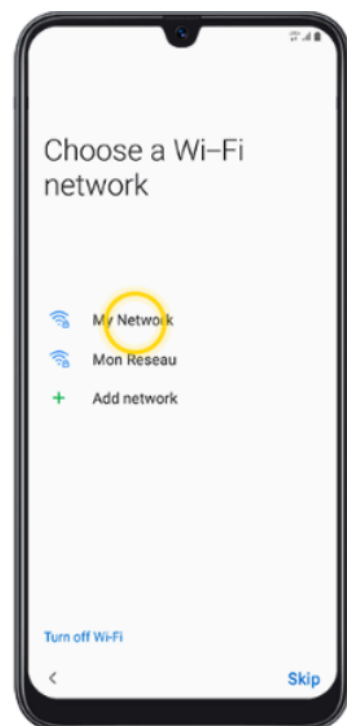 Choose a Wi–Fi
network
My Network
Mon Reseau
+ Add network
Turn off Wi-Fi
< Skip